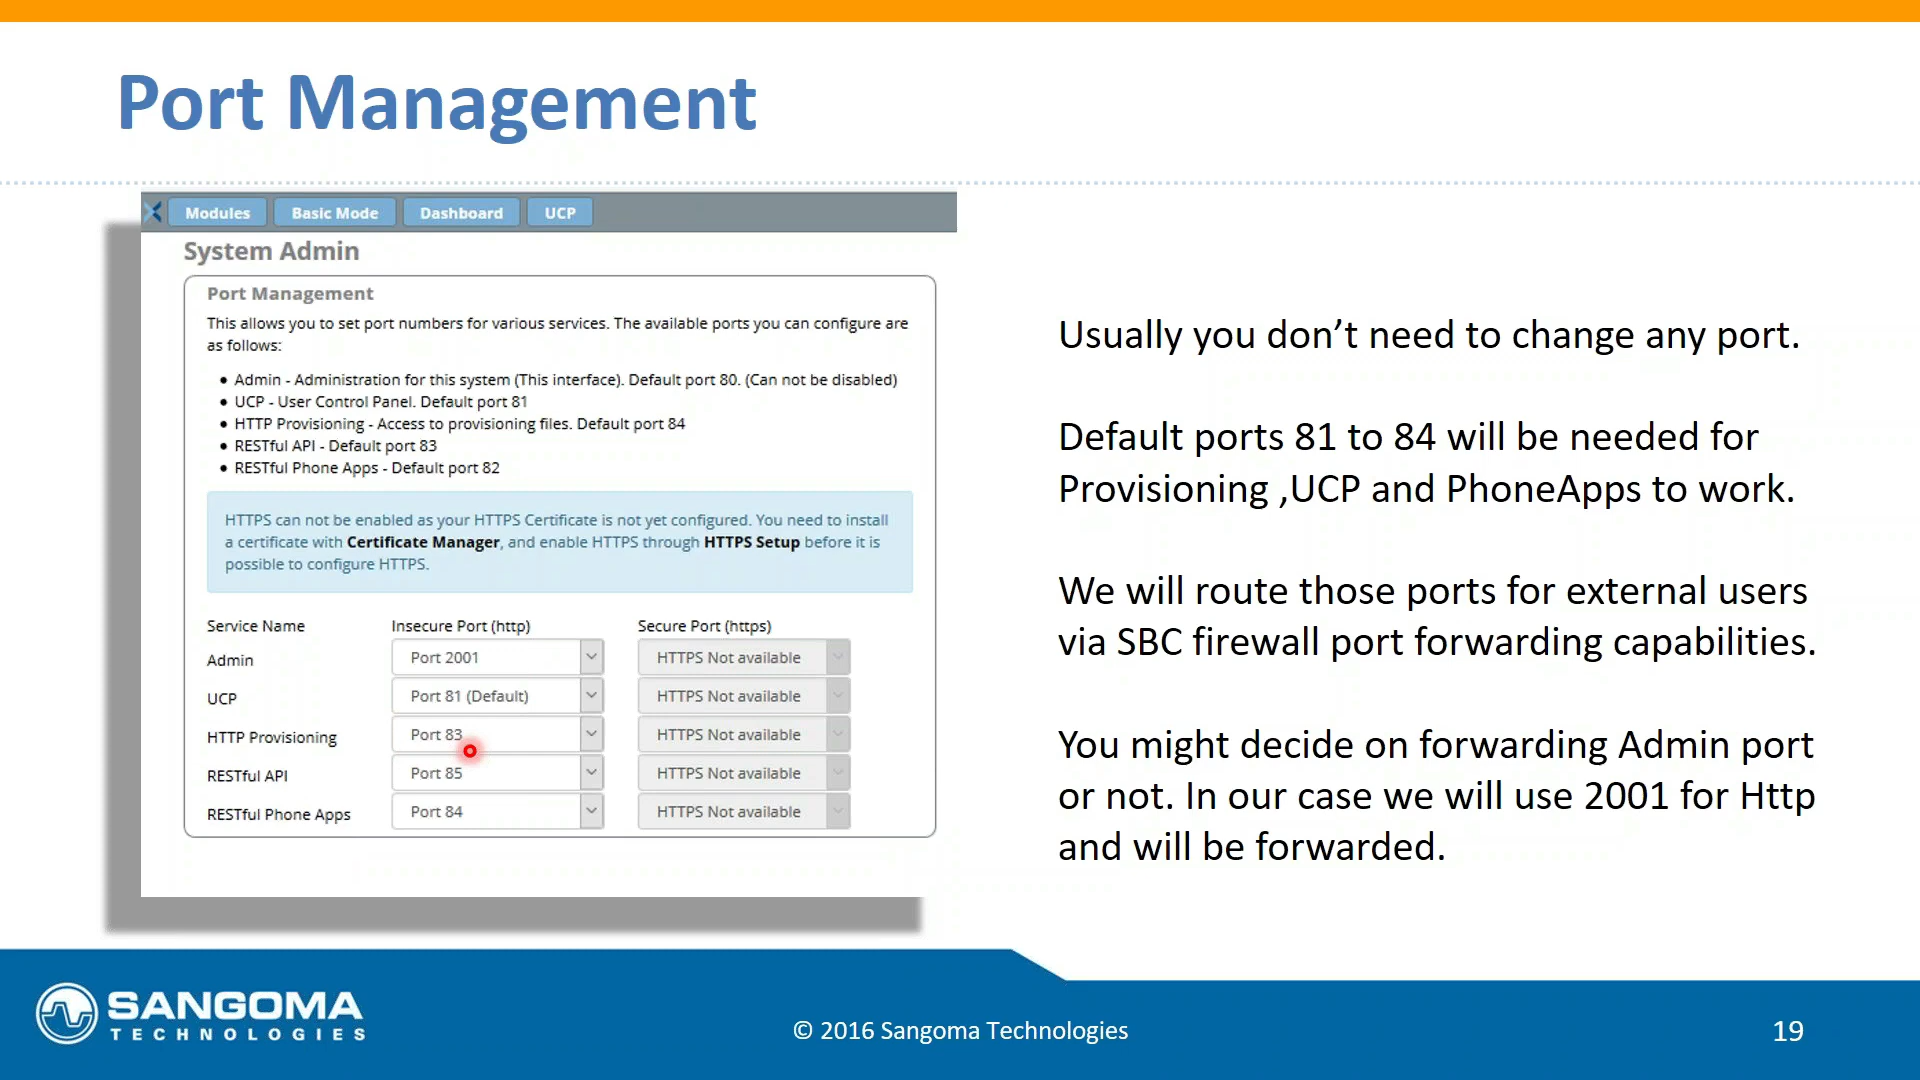 Port Management
Modules Basic Mode Dashboard UCP
System Admin
Port Management
This allows you to set port numbers for various services. The available ports you can configure are
as follows:
• Admin - Administration for this system (This interface). Default port 80. (Can not be disabled)
• UCP - User Control Panel. Default port 81
• HTTP Provisioning - Access to provisioning files. Default port 84
• RESTful API - Default port 83
• RESTful Phone Apps - Default port 82
HTTPS can not be enabled as your HTTPS Certificate is not yet configured. You need to install
a certificate with Certificate Manager, and enable HTTPS through HTTPS Setup before it is
possible to configure HTTPS.
Service Name Insecure Port (http) Secure Port (https)
Admin Port 2001 HTTPS Not available
UCP Port 81 (Default) HTTPS Not available
HTTP Provisioning Port 83 HTTPS Not available
RESTful API Port 85 HTTPS Not available
RESTful Phone Apps Port 84 HTTPS Not available
Usually you don’t need to change any port.
Default ports 81 to 84 will be needed for
Provisioning ,UCP and PhoneApps to work.
We will route those ports for external users
via SBC firewall port forwarding capabilities.
You might decide on forwarding Admin port
or not. In our case we will use 2001 for Http
and will be forwarded.
SANGOMA
TECHNOLOGIES
© 2016 Sangoma Technologies
19